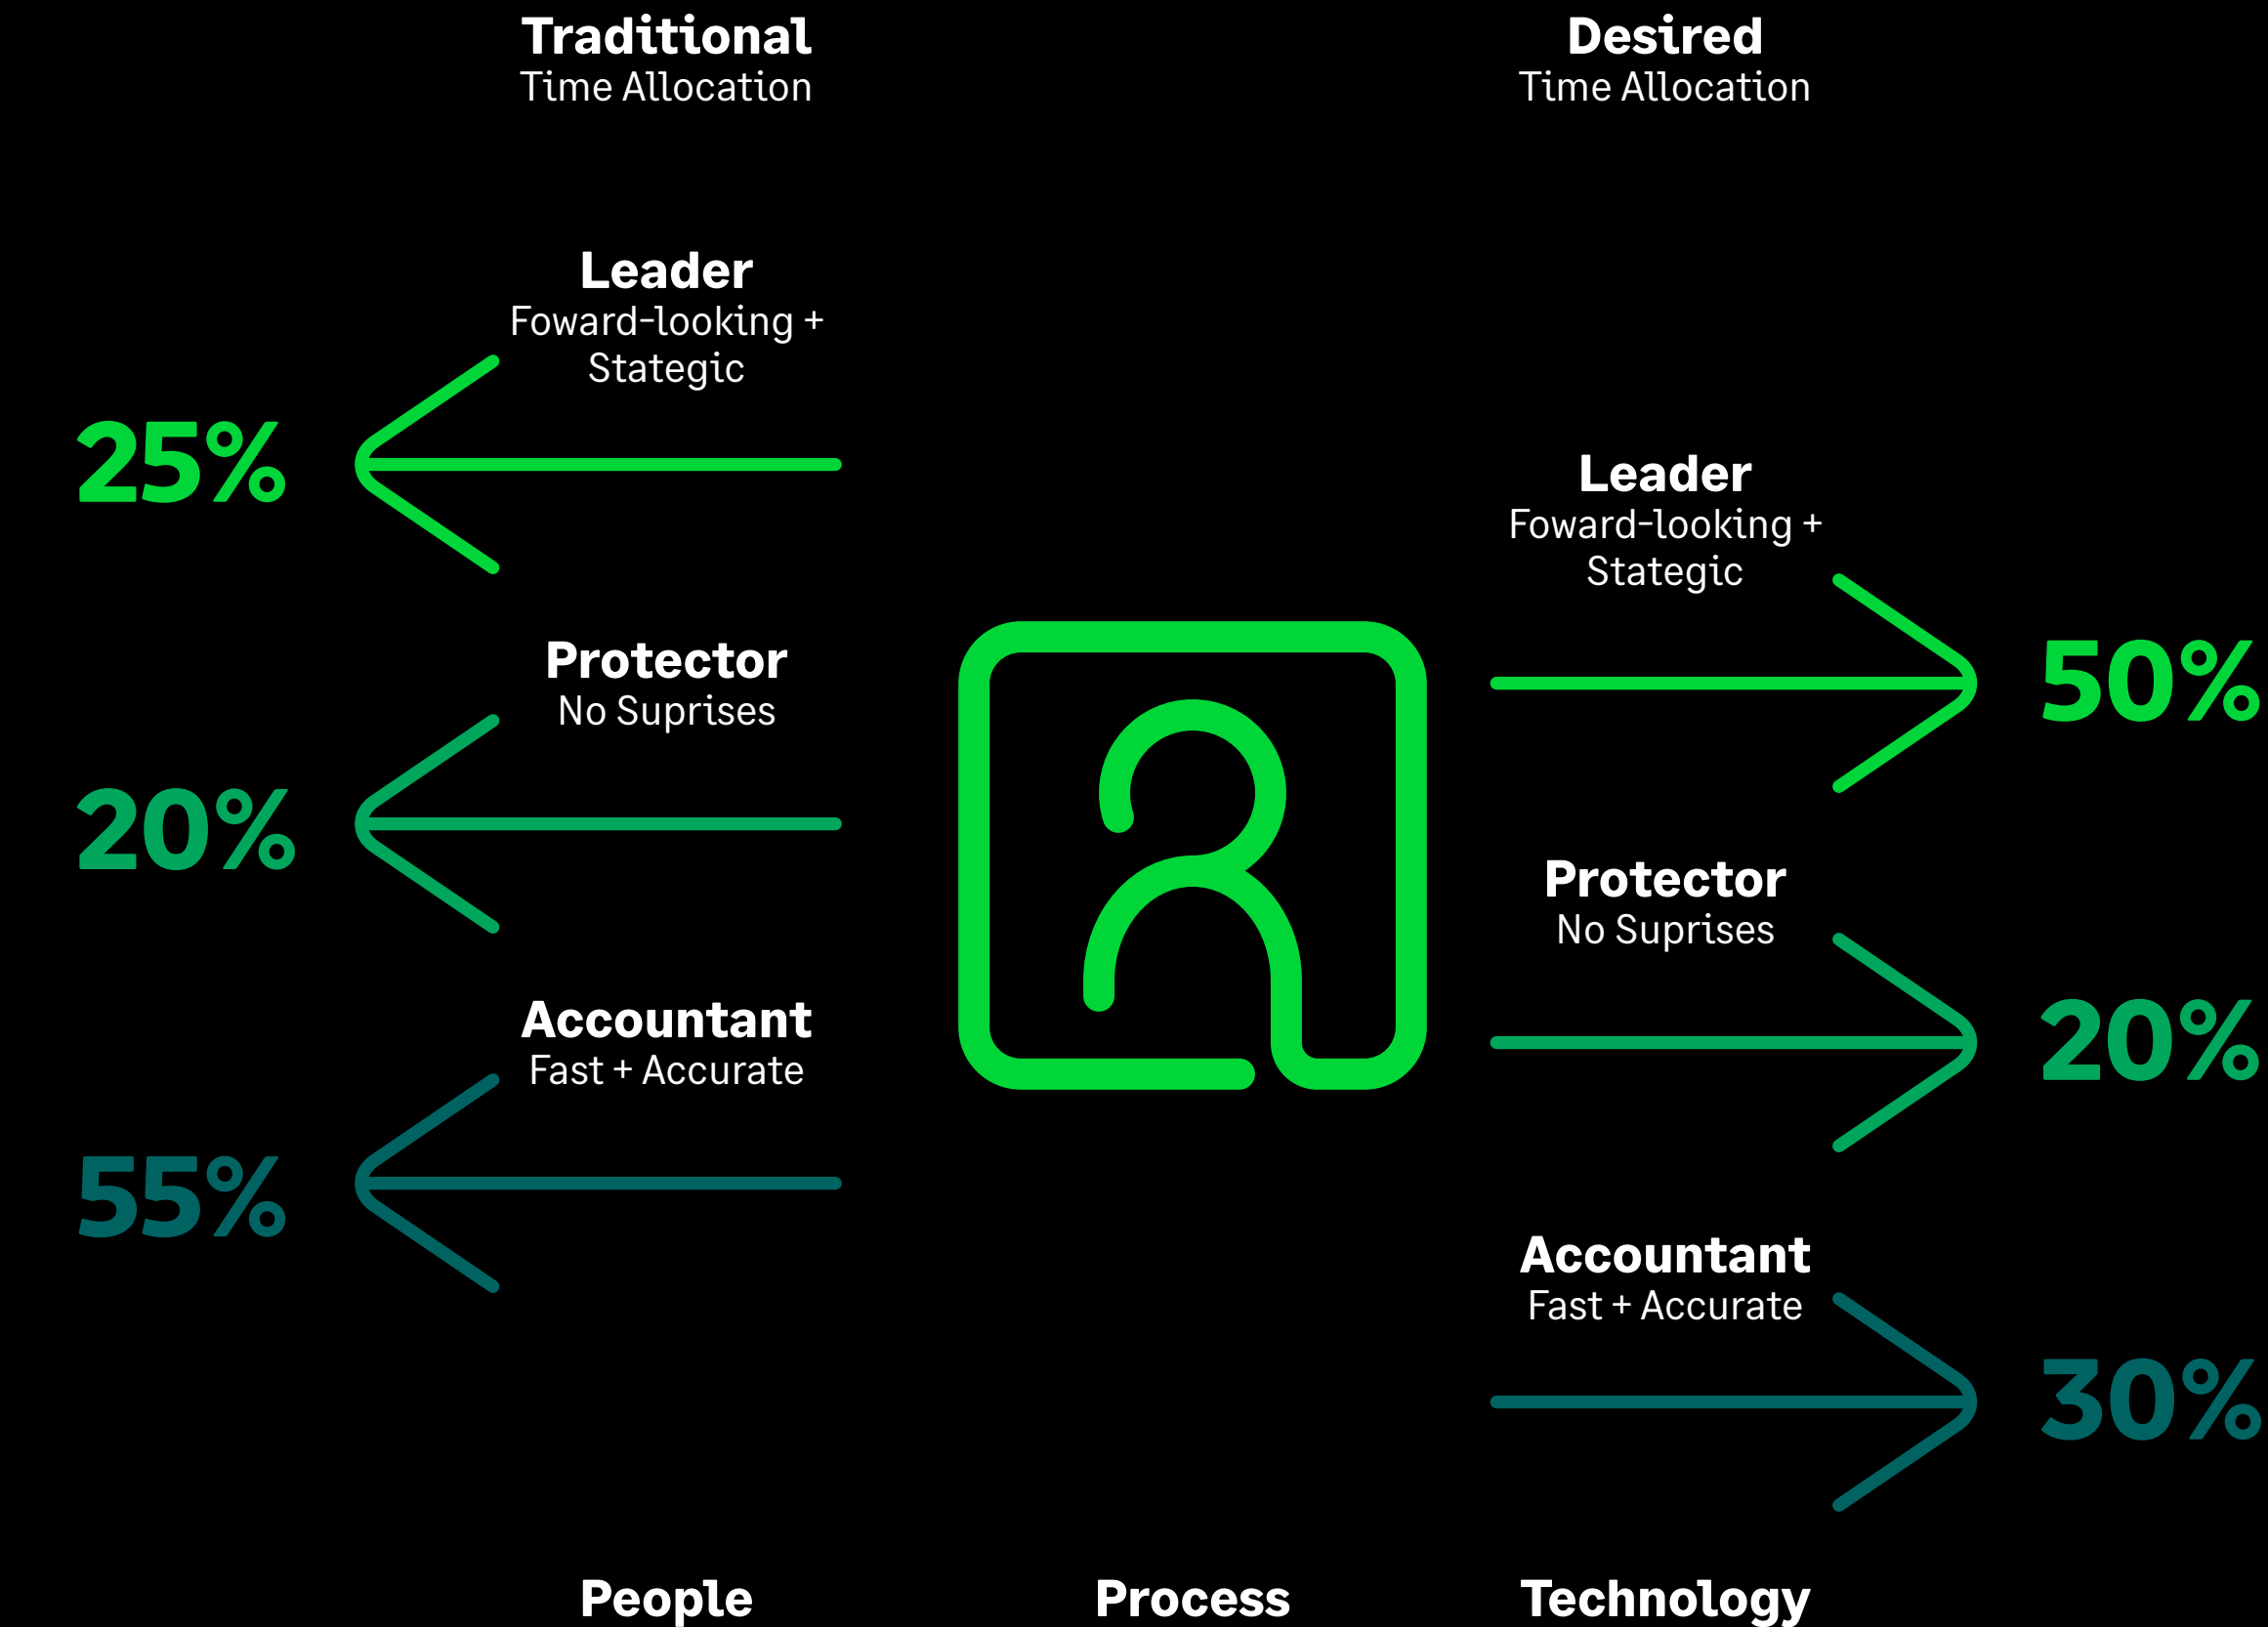 Traditional
Time Allocation
Leader
Foward-looking +
Stategic
25%
Protector
No Suprises
20%
Accountant
Fast + Accurate
55%
Desired
Time Allocation
Leader
Foward-looking +
Stategic
50%
Protector
No Suprises
20%
Accountant
Fast + Accurate
30%
People
Process
Technology